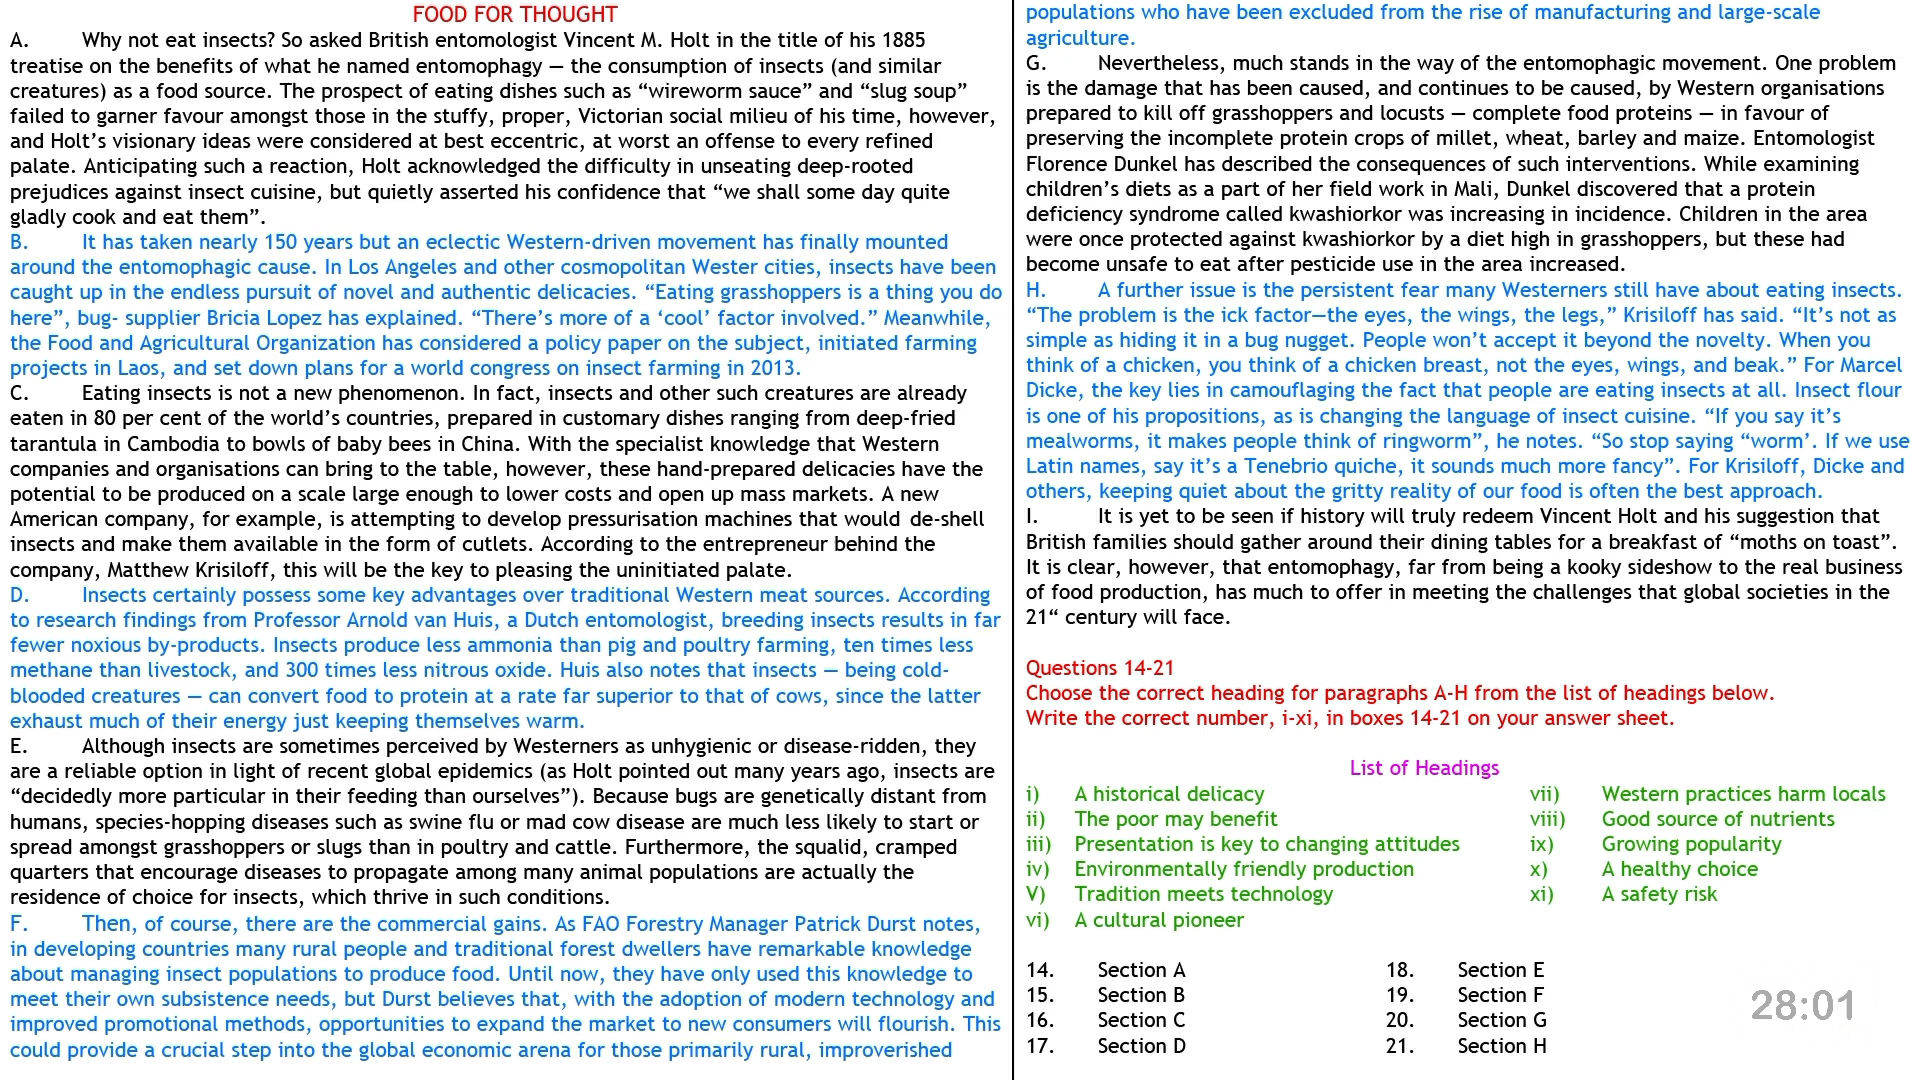 FOOD FOR THOUGHT
A. Why not eat insects? So asked British entomologist Vincent M. Holt in the title of his 1885
treatise on the benefits of what he named entomophagy — the consumption of insects (and similar
creatures) as a food source. The prospect of eating dishes such as “wireworm sauce” and “slug soup”
failed to garner favour amongst those in the stuffy, proper, Victorian social milieu of his time, however,
and Holt’s visionary ideas were considered at best eccentric, at worst an offense to every refined
palate. Anticipating such a reaction, Holt acknowledged the difficulty in unseating deep-rooted
prejudices against insect cuisine, but quietly asserted his confidence that “we shall some day quite
gladly cook and eat them”.
B. It has taken nearly 150 years but an eclectic Western-driven movement has finally mounted
around the entomophagic cause. In Los Angeles and other cosmopolitan Wester cities, insects have been
caught up in the endless pursuit of novel and authentic delicacies. “Eating grasshoppers is a thing you do
here”, bug- supplier Bricia Lopez has explained. “There’s more of a ‘cool’ factor involved.” Meanwhile,
the Food and Agricultural Organization has considered a policy paper on the subject, initiated farming
projects in Laos, and set down plans for a world congress on insect farming in 2013.
C. Eating insects is not a new phenomenon. In fact, insects and other such creatures are already
eaten in 80 per cent of the world’s countries, prepared in customary dishes ranging from deep-fried
tarantula in Cambodia to bowls of baby bees in China. With the specialist knowledge that Western
companies and organisations can bring to the table, however, these hand-prepared delicacies have the
potential to be produced on a scale large enough to lower costs and open up mass markets. A new
American company, for example, is attempting to develop pressurisation machines that would de-shell
insects and make them available in the form of cutlets. According to the entrepreneur behind the
company, Matthew Krisiloff, this will be the key to pleasing the uninitiated palate.
D. Insects certainly possess some key advantages over traditional Western meat sources. According
to research findings from Professor Arnold van Huis, a Dutch entomologist, breeding insects results in far
fewer noxious by-products. Insects produce less ammonia than pig and poultry farming, ten times less
methane than livestock, and 300 times less nitrous oxide. Huis also notes that insects — being cold-
blooded creatures — can convert food to protein at a rate far superior to that of cows, since the latter
exhaust much of their energy just keeping themselves warm.
E. Although insects are sometimes perceived by Westerners as unhygienic or disease-ridden, they
are a reliable option in light of recent global epidemics (as Holt pointed out many years ago, insects are
“decidedly more particular in their feeding than ourselves”). Because bugs are genetically distant from
humans, species-hopping diseases such as swine flu or mad cow disease are much less likely to start or
spread amongst grasshoppers or slugs than in poultry and cattle. Furthermore, the squalid, cramped
quarters that encourage diseases to propagate among many animal populations are actually the
residence of choice for insects, which thrive in such conditions.
F. Then, of course, there are the commercial gains. As FAO Forestry Manager Patrick Durst notes,
in developing countries many rural people and traditional forest dwellers have remarkable knowledge
about managing insect populations to produce food. Until now, they have only used this knowledge to
meet their own subsistence needs, but Durst believes that, with the adoption of modern technology and
improved promotional methods, opportunities to expand the market to new consumers will flourish. This
could provide a crucial step into the global economic arena for those primarily rural, improverished
populations who have been excluded from the rise of manufacturing and large-scale
agriculture.
G. Nevertheless, much stands in the way of the entomophagic movement. One problem
is the damage that has been caused, and continues to be caused, by Western organisations
prepared to kill off grasshoppers and locusts — complete food proteins — in favour of
preserving the incomplete protein crops of millet, wheat, barley and maize. Entomologist
Florence Dunkel has described the consequences of such interventions. While examining
children’s diets as a part of her field work in Mali, Dunkel discovered that a protein
deficiency syndrome called kwashiorkor was increasing in incidence. Children in the area
were once protected against kwashiorkor by a diet high in grasshoppers, but these had
become unsafe to eat after pesticide use in the area increased.
H. A further issue is the persistent fear many Westerners still have about eating insects.
“The problem is the ick factor—the eyes, the wings, the legs,” Krisiloff has said. “It’s not as
simple as hiding it in a bug nugget. People won’t accept it beyond the novelty. When you
think of a chicken, you think of a chicken breast, not the eyes, wings, and beak.” For Marcel
Dicke, the key lies in camouflaging the fact that people are eating insects at all. Insect flour
is one of his propositions, as is changing the language of insect cuisine. “If you say it’s
mealworms, it makes people think of ringworm”, he notes. “So stop saying “worm’. If we use
Latin names, say it’s a Tenebrio quiche, it sounds much more fancy”. For Krisiloff, Dicke and
others, keeping quiet about the gritty reality of our food is often the best approach.
I. It is yet to be seen if history will truly redeem Vincent Holt and his suggestion that
British families should gather around their dining tables for a breakfast of “moths on toast”.
It is clear, however, that entomophagy, far from being a kooky sideshow to the real business
of food production, has much to offer in meeting the challenges that global societies in the
21“ century will face.
Questions 14-21
Choose the correct heading for paragraphs A-H from the list of headings below.
Write the correct number, i-xi, in boxes 14-21 on your answer sheet.
List of Headings
i) A historical delicacy
ii) The poor may benefit
iii) Presentation is key to changing attitudes
iv) Environmentally friendly production
V) Tradition meets technology
vi) A cultural pioneer
vii) Western practices harm locals
viii) Good source of nutrients
ix) Growing popularity
x) A healthy choice
xi) A safety risk
14. Section A
15. Section B
16. Section C
17. Section D
18. Section E
19. Section F
20. Section G
21. Section H
28:01